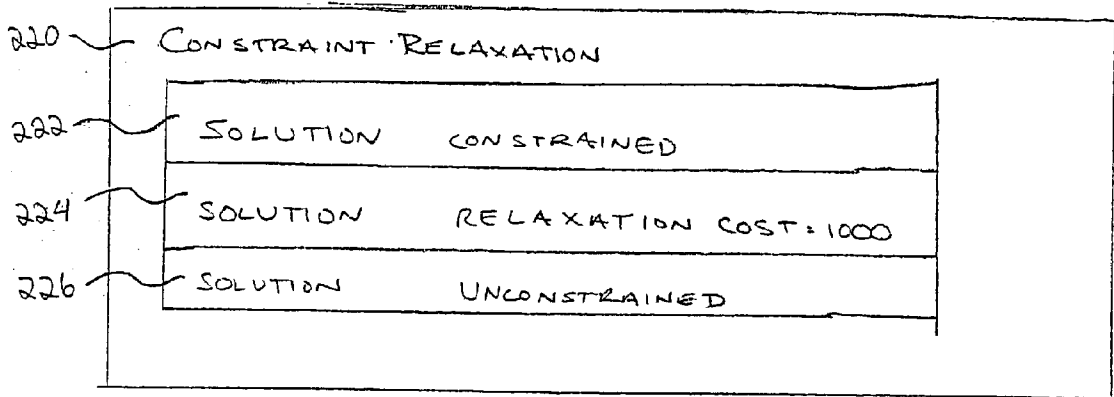 220 CONSTRAINT RELAXATION
222 SOLUTION CONSTRAINED
224 SOLUTION RELAXATION COST = 1000
226 SOLUTION UNCONSTRAINED